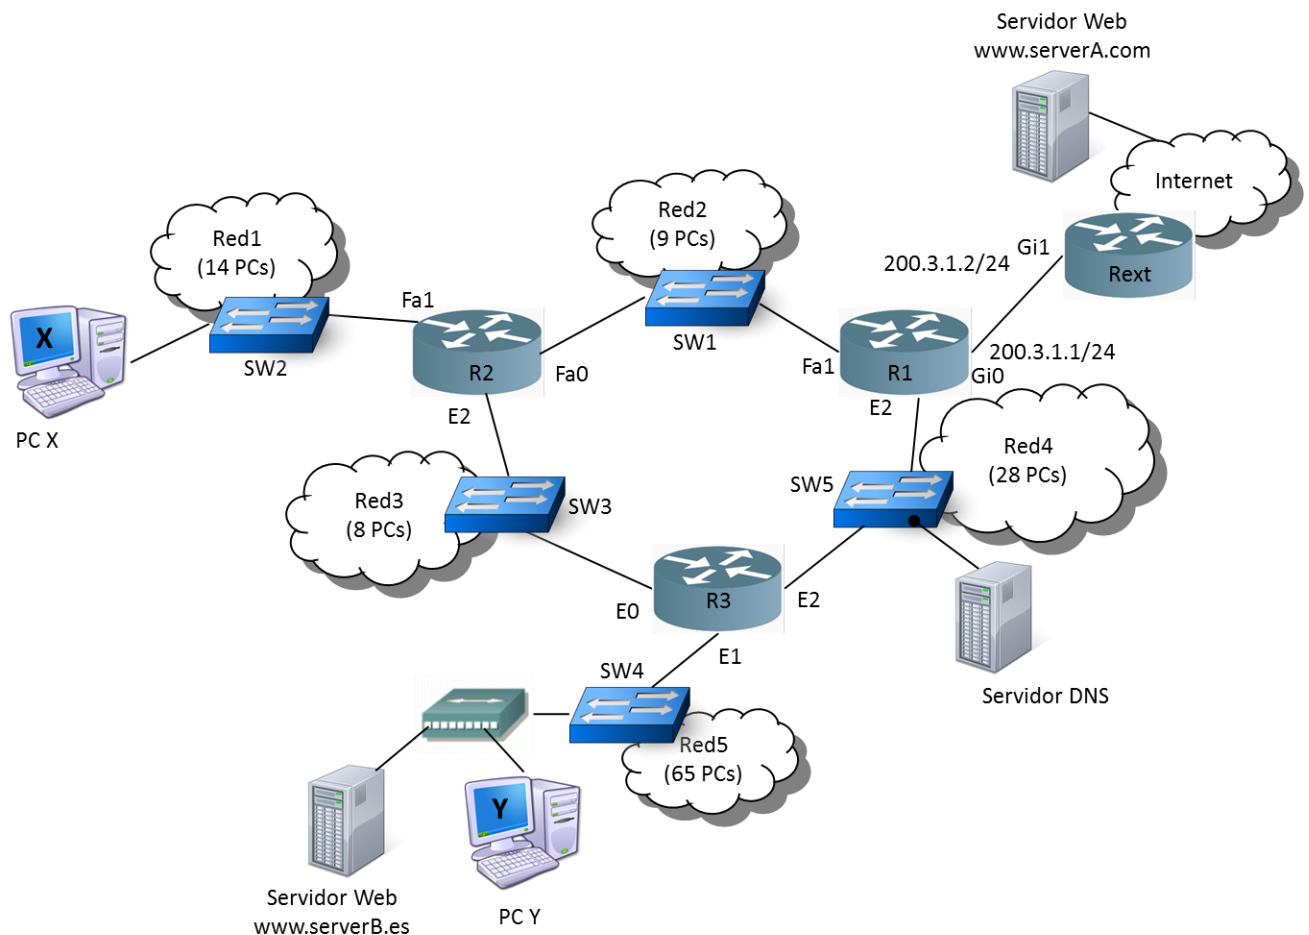 Servidor Web
www.serverA.com
Internet
Red2
(9 PCs)
Red1
(14 PCs)
Gi1
200.3.1.2/24
Rext
Fa1
X
SW2
R2
Fa0
SW1
Fa1
R1
200.3.1.1/24
Gi0
E2
E2
PC X
Red4
(28 PCs)
SW5
Red3
(8 PCs)
SW3
E0
R3
E2
E1
SW4
Servidor DNS
Red5
(65 PCs)
Y
Servidor Web
www.serverB.es
PC Y